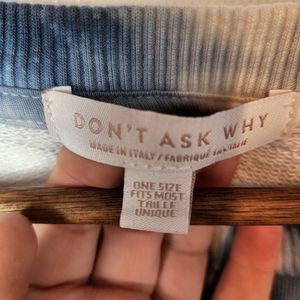 DON'T ASK WHY
MADE IN ITALY / FABRIQUÉ EN ITALIE
ONE SIZE
FITS MOST
TAILLE
UNIQUE